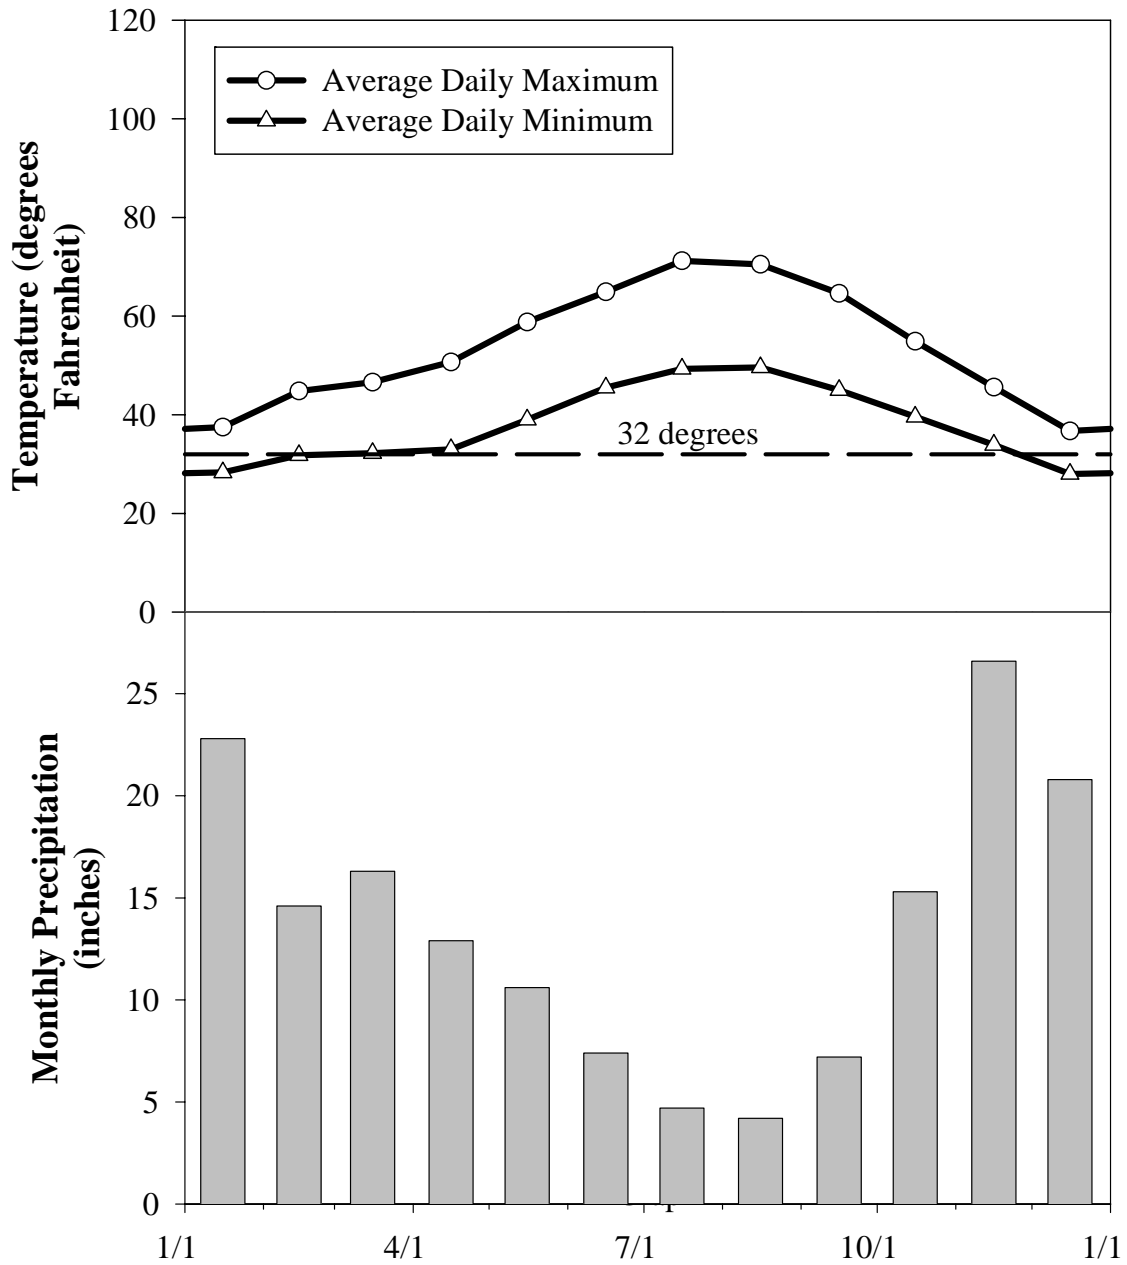 120
Average Daily Maximum
Average Daily Minimum
100
80
60
40
20
0
Temperature (degrees
Fahrenheit)
32 degrees
25
20
15
10
5
0
Monthly Precipitation
(inches)
1/1
4/1
7/1
10/1
1/1